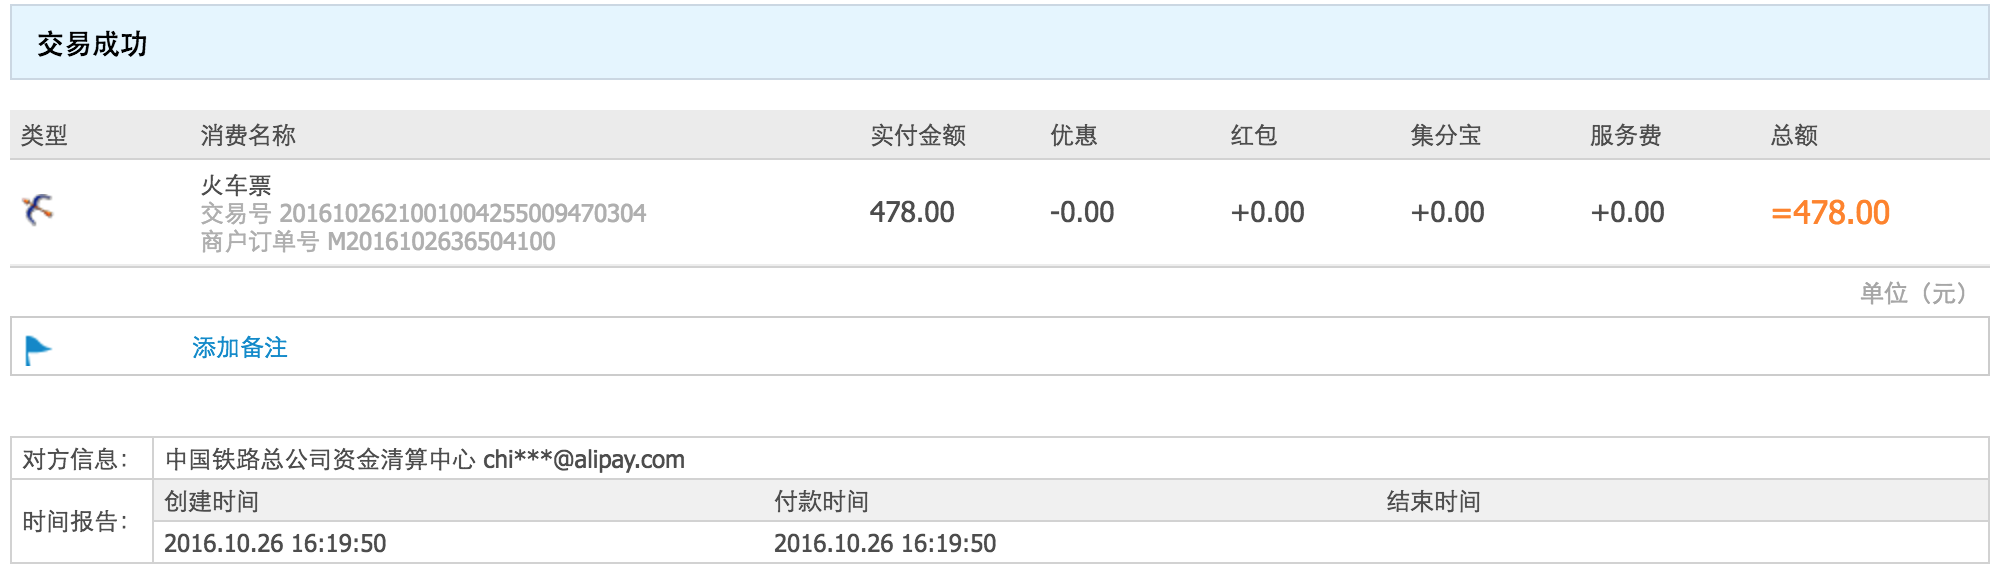 交易成功
类型 消费名称 实付金额 优惠 红包 集分宝 服务费 总额
火车票
交易号 2016102621001004255009470304
商户订单号 M2016102636504100
478.00 -0.00 +0.00 +0.00 +0.00 =478.00
单位（元）
添加备注
对方信息： 中国铁路总公司资金清算中心 chi***@alipay.com
时间报告：
创建时间 付款时间 结束时间
2016.10.26 16:19:50 2016.10.26 16:19:50